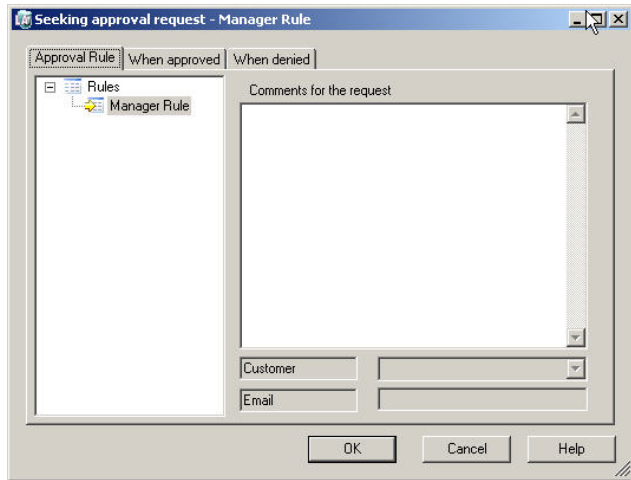 Seeking approval request - Manager Rule
Approval Rule When approved When denied
Rules
Manager Rule
Comments for the request
Customer
Email
OK Cancel Help